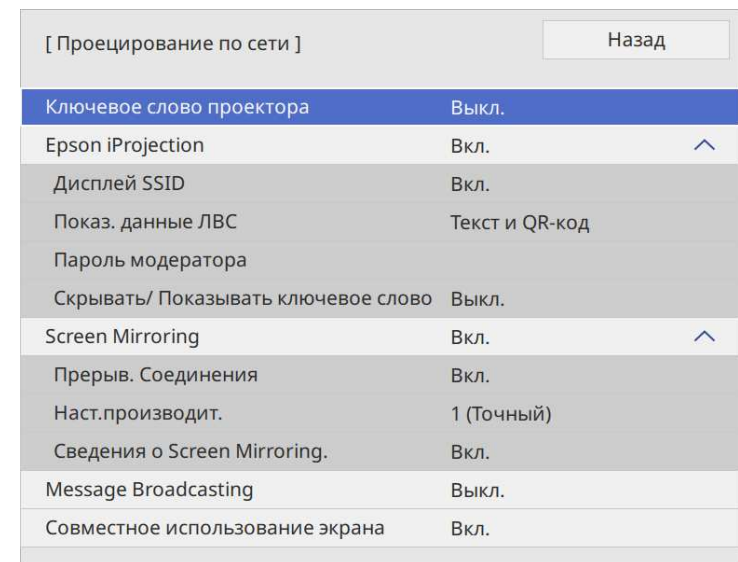 [ Проецирование по сети ] Назад
Ключевое слово проектора Выкл.
Epson iProjection Вкл.
Дисплей SSID Вкл.
Показ. данные ЛВС Текст и QR-код
Пароль модератора
Скрывать/ Показывать ключевое слово Выкл.
Screen Mirroring Вкл.
Прерыв. Соединения Вкл.
Наст.производит. 1 (Точный)
Сведения о Screen Mirroring. Вкл.
Message Broadcasting Выкл.
Совместное использование экрана Вкл.